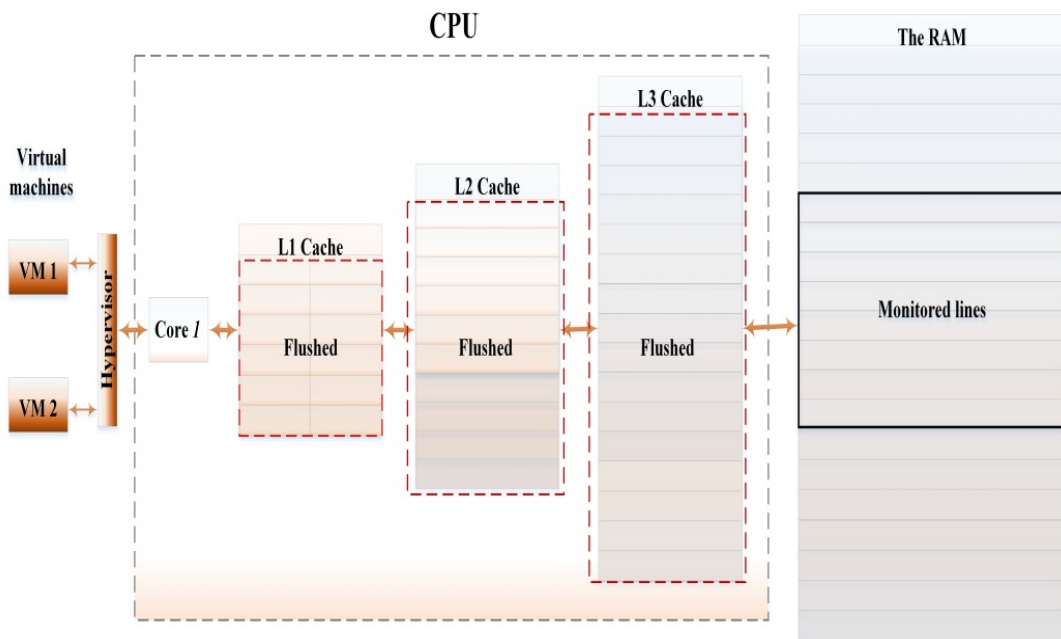 CPU
The RAM
L3 Cache
Virtual
machines
L2 Cache
L1 Cache
VM 1
Hypervisor
Core 1
Flushed
Flushed
Flushed
Monitored lines
VM 2